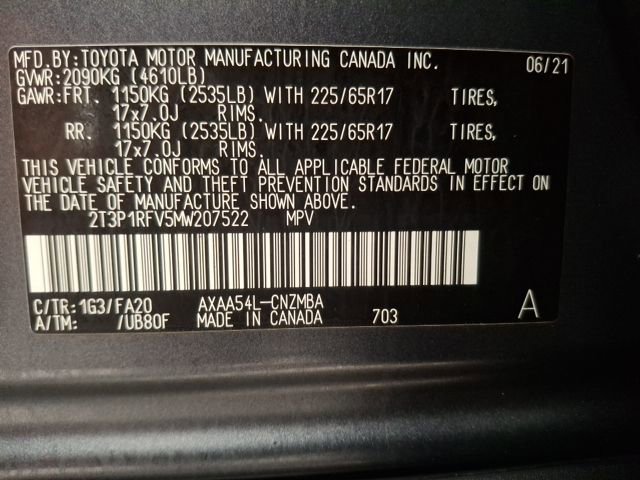 MFD.BY:TOYOTA MOTOR MANUFACTURING CANADA INC. 06/21
GVWR:2090KG (4610LB)
GAWR:FRT. 1150KG (2535LB) WITH 225/65R17 TIRES,
17x7.0J RIMS.
RR. 1150KG (2535LB) WITH 225/65R17 TIRES,
17x7.0J RIMS.
THIS VEHICLE CONFORMS TO ALL APPLICABLE FEDERAL MOTOR
VEHICLE SAFETY AND THEFT PREVENTION STANDARDS IN EFFECT ON
THE DATE OF MANUFACTURE SHOWN ABOVE.
2T3P1RFV5MW207522 MPV
C/TR:1G3/FA20 AXAA54L-CNZMBA
A/TM: /UB80F MADE IN CANADA 703 A